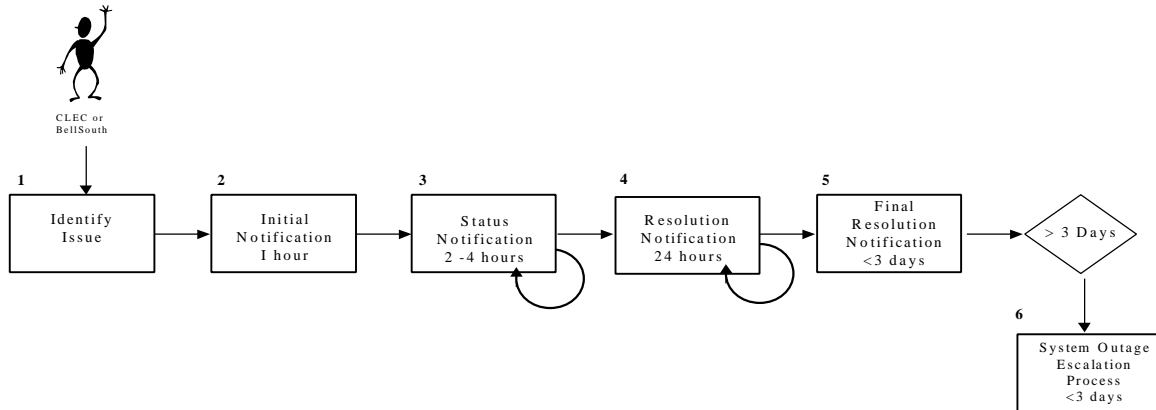 CLEC or
BellSouth
1
Identify
Issue
2
Initial
Notification
1 hour
3
Status
Notification
2 -4 hours
4
Resolution
Notification
24 hours
5
Final
Resolution
Notification
<3 days
> 3 Days
6
System Outage
Escalation
Process
<3 days